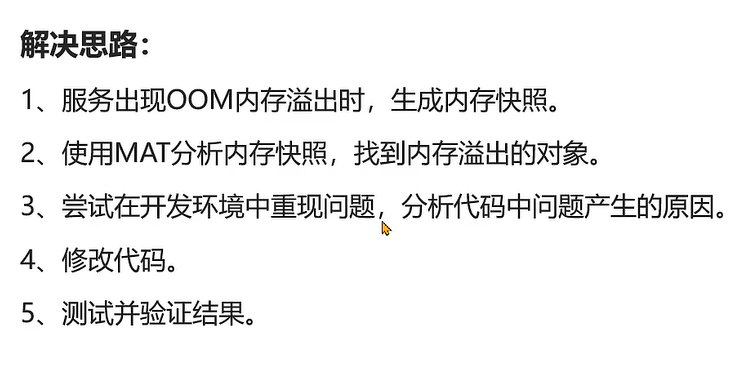 解决思路：
1、服务出现OOM内存溢出时，生成内存快照。
2、使用MAT分析内存快照，找到内存溢出的对象。
3、尝试在开发环境中重现问题，分析代码中问题产生的原因。
4、修改代码。
5、测试并验证结果。